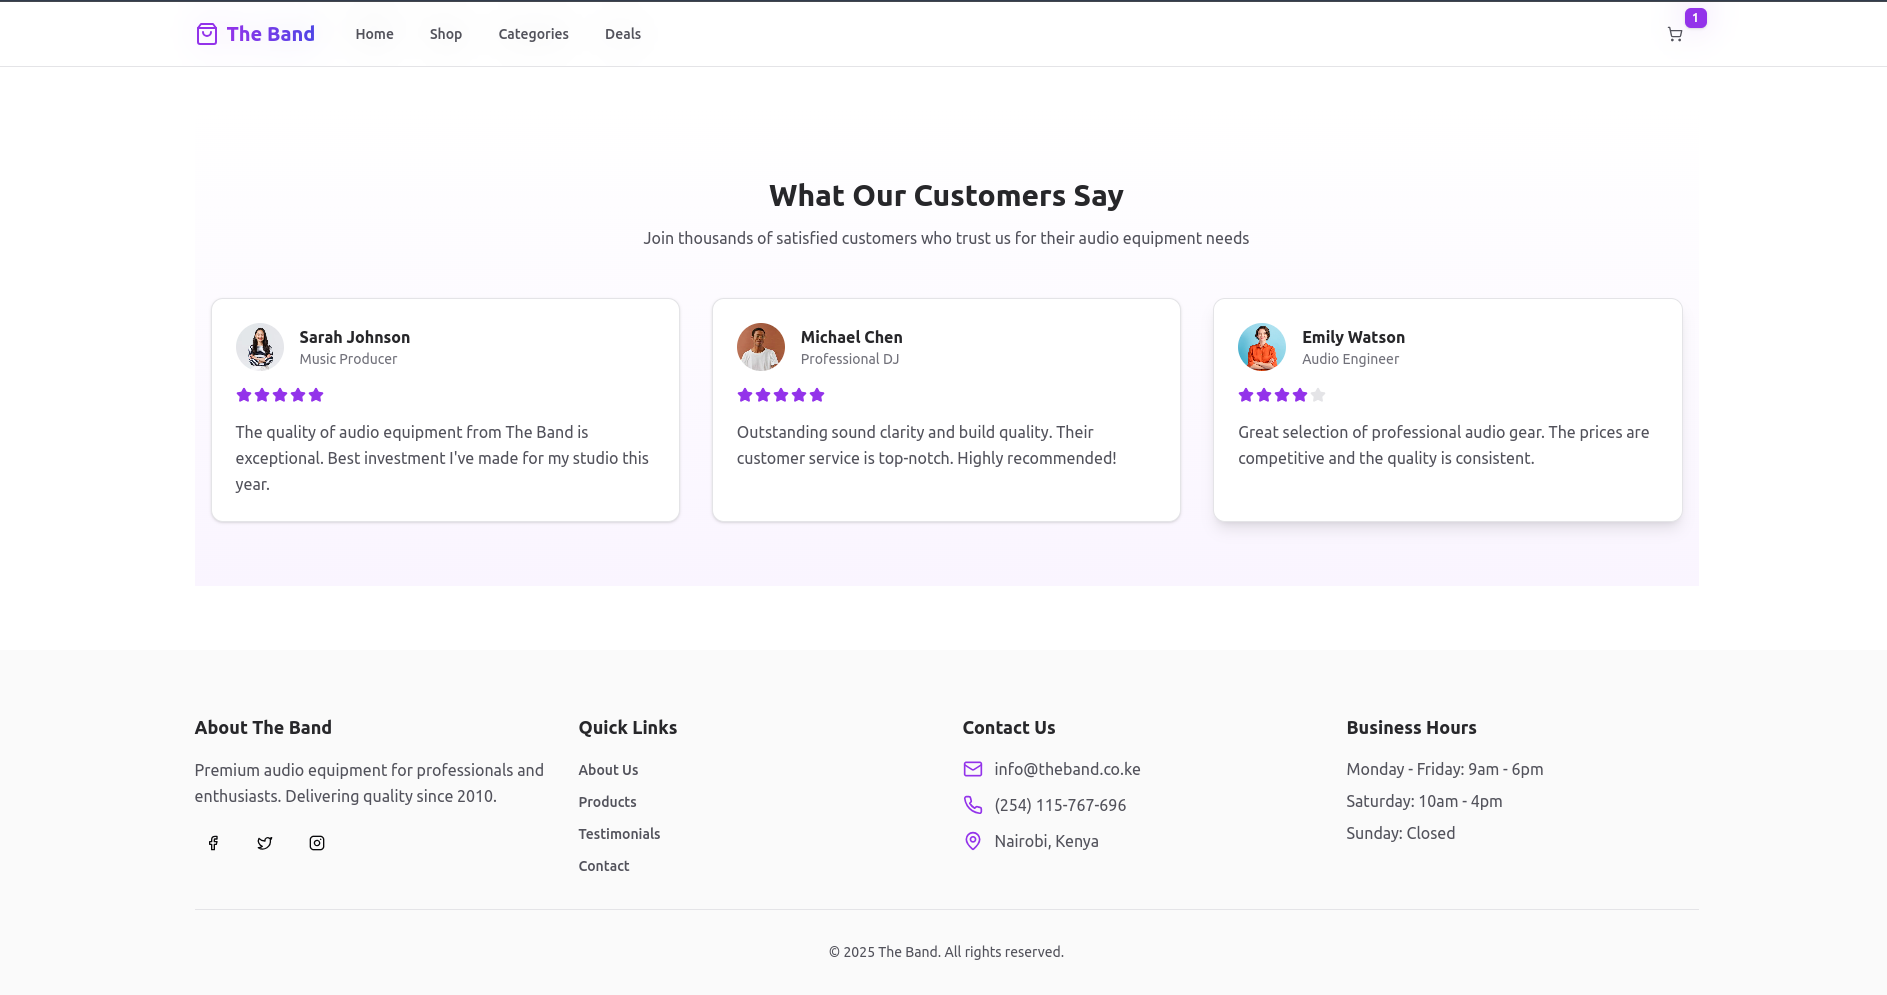 The Band
Home
Shop
Categories
Deals
1
What Our Customers Say
Join thousands of satisfied customers who trust us for their audio equipment needs
Sarah Johnson
Music Producer
The quality of audio equipment from The Band is
exceptional. Best investment I've made for my studio this
year.
Michael Chen
Professional DJ
Outstanding sound clarity and build quality. Their
customer service is top-notch. Highly recommended!
Emily Watson
Audio Engineer
Great selection of professional audio gear. The prices are
competitive and the quality is consistent.
About The Band
Premium audio equipment for professionals and
enthusiasts. Delivering quality since 2010.
Quick Links
About Us
Products
Testimonials
Contact
Contact Us
info@theband.co.ke
(254) 115-767-696
Nairobi, Kenya
Business Hours
Monday - Friday: 9am - 6pm
Saturday: 10am - 4pm
Sunday: Closed
© 2025 The Band. All rights reserved.